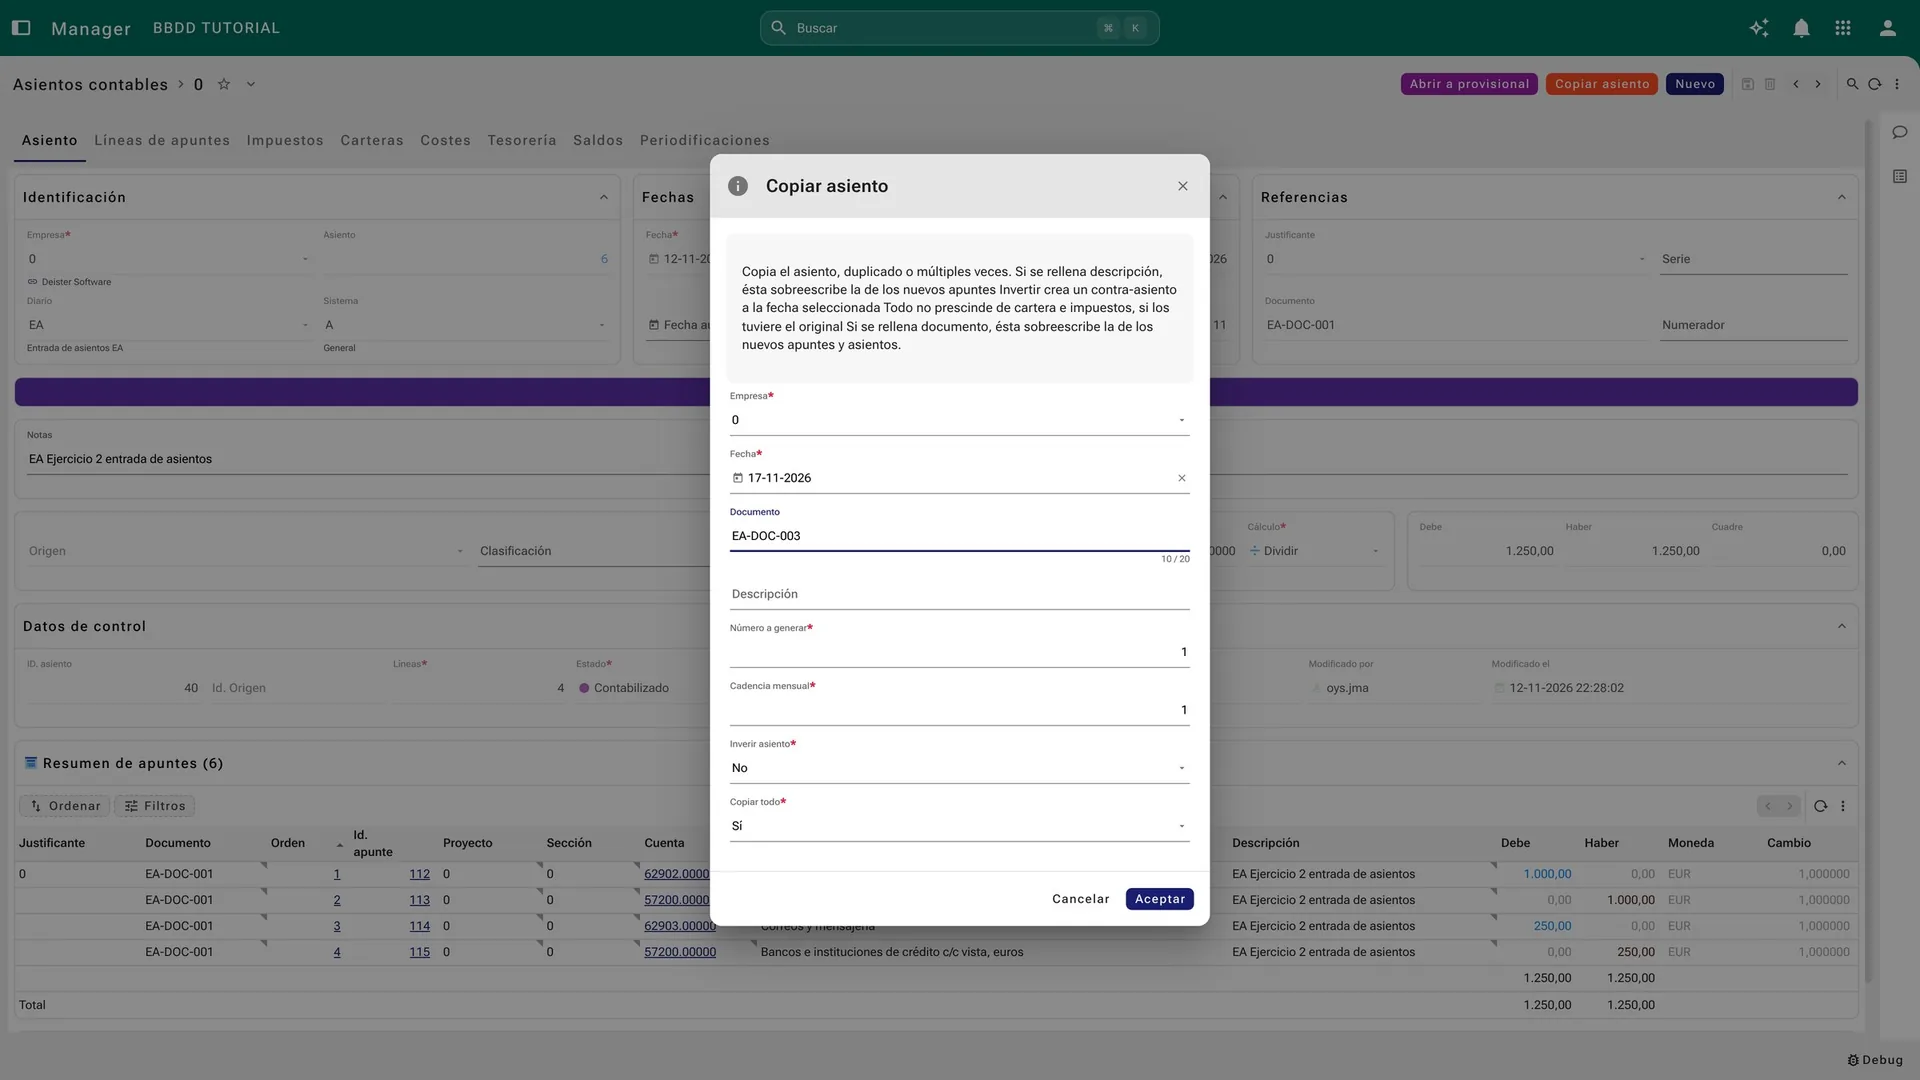 Manager
BBDD TUTORIAL
Buscar
⌘ K
Asientos contables > 0
Abrir a provisional
Copiar asiento
Nuevo
Asiento
Líneas de apuntes
Impuestos
Carteras
Costes
Tesorería
Saldos
Periodificaciones
Identificación
Empresa*
0
Deister Software
Asiento
6
Diario
EA
Entrada de asientos EA
Sistema
A
General
Fechas
Fecha*
12-11-20
026
Fecha au
11
Referencias
Justificante
0
Serie
Documento
EA-DOC-001
Numerador
Notas
EA Ejercicio 2 entrada de asientos
Origen
Clasificación
0000
Cálculo*
Dividir
Debe
1.250,00
Haber
1.250,00
Cuadre
0,00
Datos de control
ID. asiento
40
Id. Origen
Líneas*
4
Estado*
Contabilizado
Modificado por
oys.jma
Modificado el
12-11-2026 22:28:02
Resumen de apuntes (6)
Ordenar
Filtros
Justificante Documento Orden Id. apunte Proyecto Sección Cuenta Descripción Debe Haber Moneda Cambio
0 EA-DOC-001 1 112 0 0 62902.0000 EA Ejercicio 2 entrada de asientos 1.000,00 0,00 EUR 1,000000
EA-DOC-001 2 113 0 0 57200.0000 EA Ejercicio 2 entrada de asientos 0,00 1.000,00 EUR 1,000000
EA-DOC-001 3 114 0 0 62903.00000 Correos y mensajería EA Ejercicio 2 entrada de asientos 250,00 0,00 EUR 1,000000
EA-DOC-001 4 115 0 0 57200.00000 Bancos e instituciones de crédito c/c vista, euros EA Ejercicio 2 entrada de asientos 0,00 250,00 EUR 1,000000
1.250,00 1.250,00
Total 1.250,00 1.250,00
Debug
Copiar asiento
Copia el asiento, duplicado o múltiples veces. Si se rellena descripción,
ésta sobreescribe la de los nuevos apuntes Invertir crea un contra-asiento
a la fecha seleccionada Todo no prescinde de cartera e impuestos, si los
tuviere el original Si se rellena documento, ésta sobreescribe la de los
nuevos apuntes y asientos.
Empresa*
0
Fecha*
17-11-2026
Documento
EA-DOC-003
10 / 20
Descripción
Número a generar*
1
Cadencia mensual*
1
Inverir asiento*
No
Copiar todo*
Sí
Cancelar
Aceptar